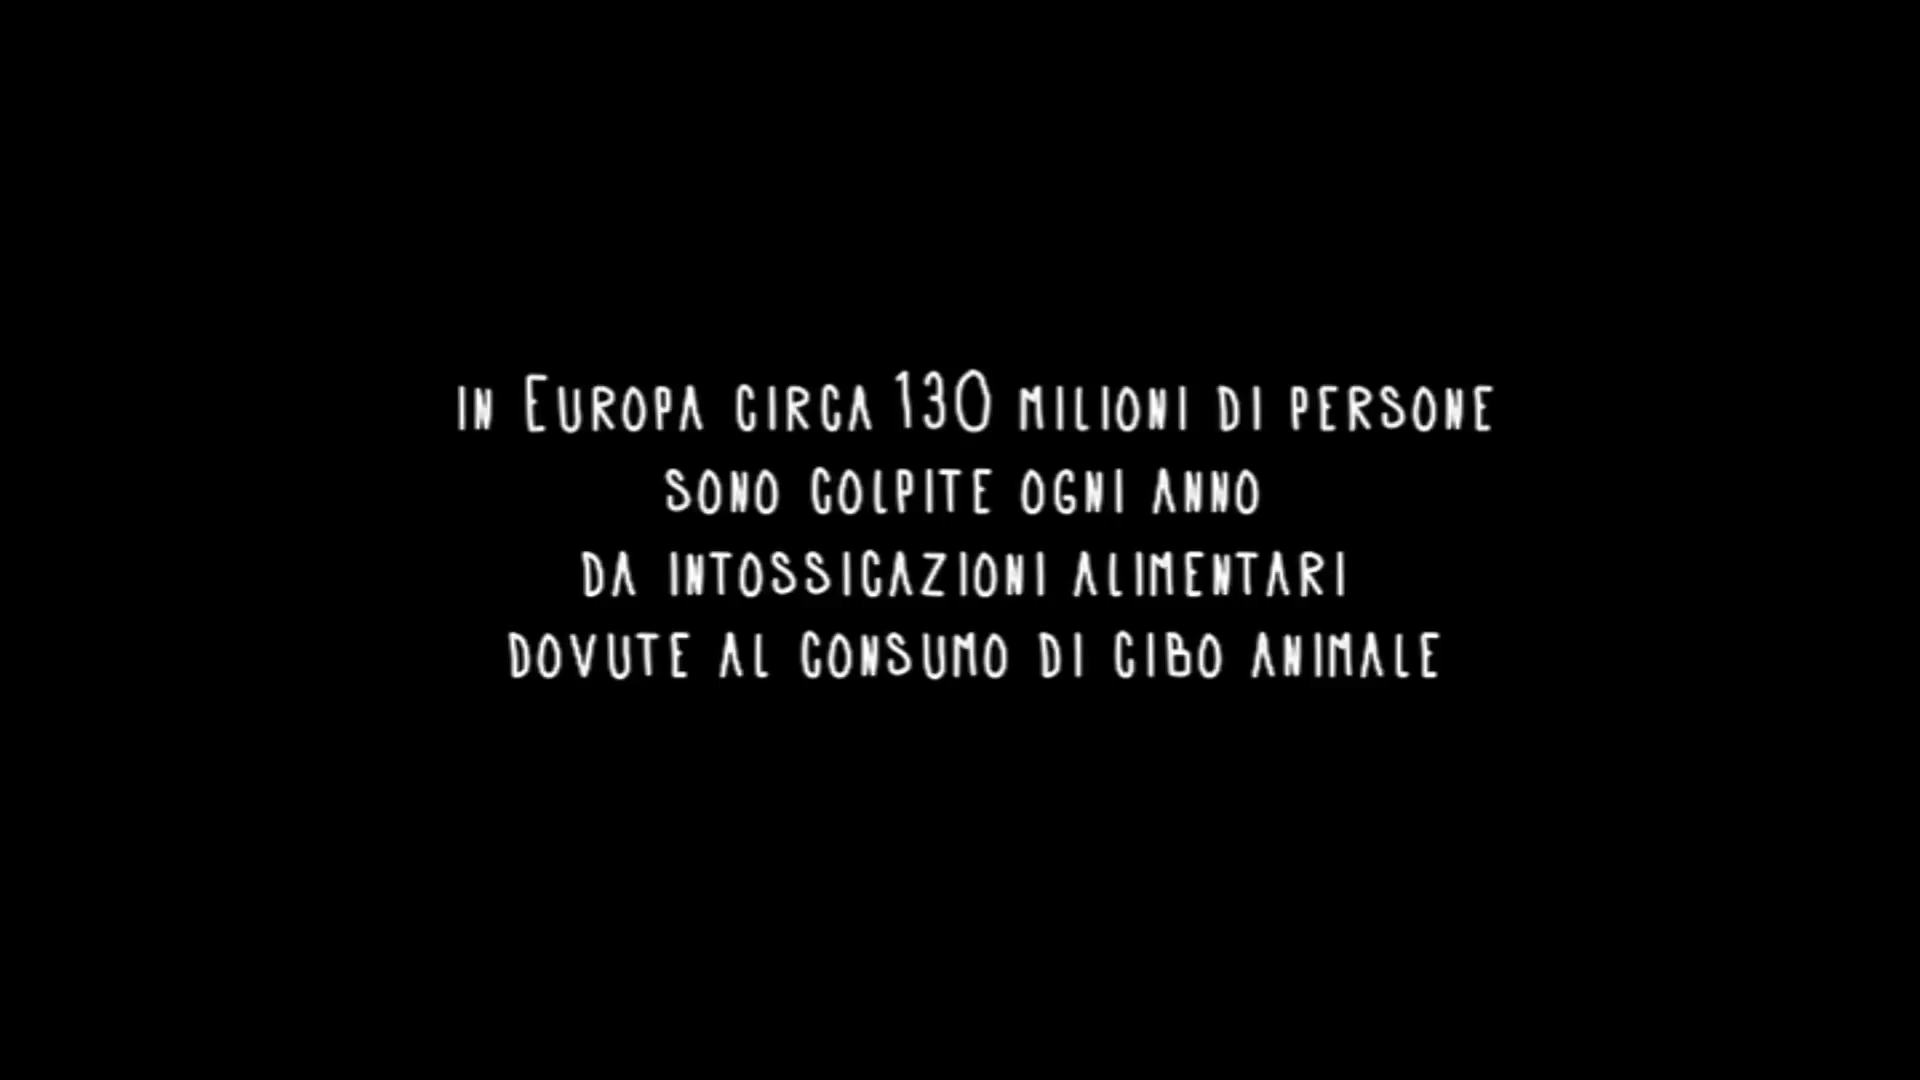 in Europa circa 130 milioni di persone
sono colpite ogni anno
da intossicazioni alimentari
dovute al consumo di cibo animale